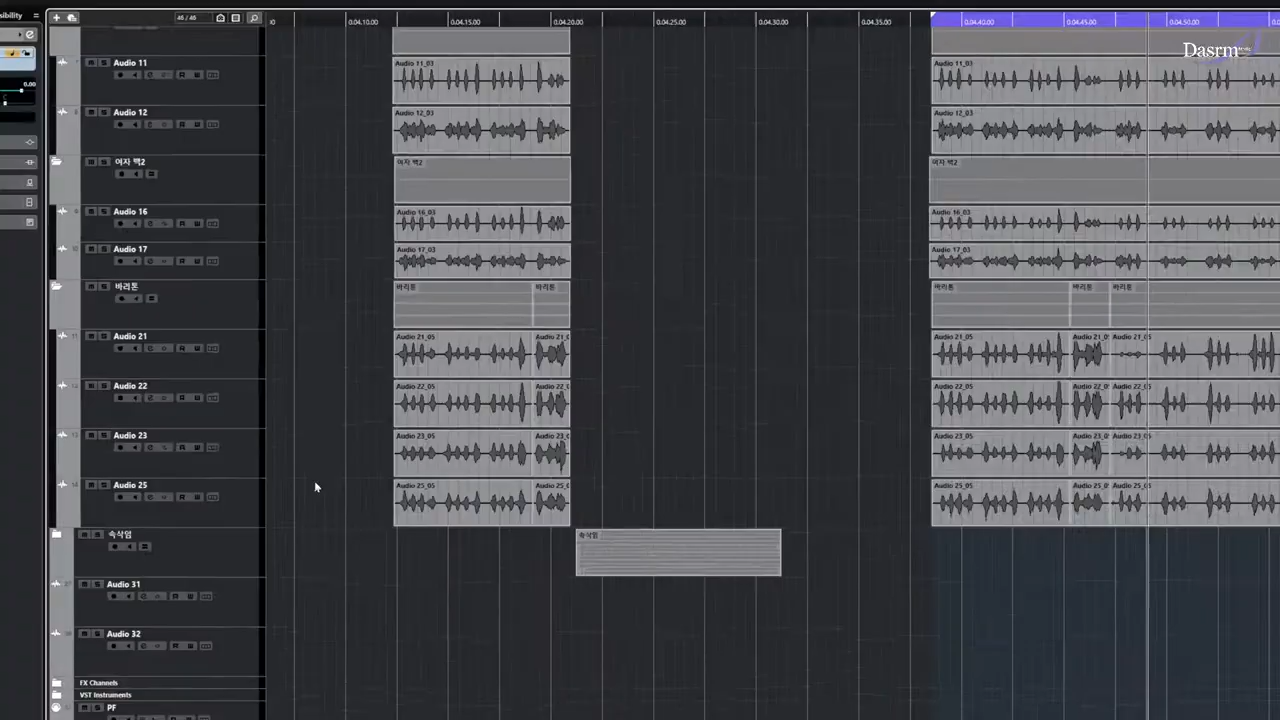 sibility
46 / 46
0.04.10.00
0.04.15.00
0.04.20.00
0.04.25.00
0.04.30.00
0.04.35.00
0.04.40.00
0.04.45.00
0.04.50.00
Dasrm
0.00
Audio 11
Audio 11_03
Audio 11_03
Audio 12
Audio 12_03
Audio 12_03
여자 백2
여자 백2
여자 백2
Audio 16
Audio 16_03
Audio 16_03
Audio 17
Audio 17_03
Audio 17_03
바리톤
바리톤
바리톤
바리톤
바리톤
바리톤
Audio 21
Audio 21_05
Audio 21_0
Audio 21_05
Audio 21_0
Audio 21_05
Audio 22
Audio 22_05
Audio 22_0
Audio 22_05
Audio 22_0
Audio 22_05
Audio 23
Audio 23_05
Audio 23_0
Audio 23_05
Audio 23_0
Audio 23_05
Audio 25
Audio 25_05
Audio 25_0
Audio 25_05
Audio 25_0
Audio 25_05
속삭임
속삭임
Audio 31
Audio 32
FX Channels
VST Instruments
PF